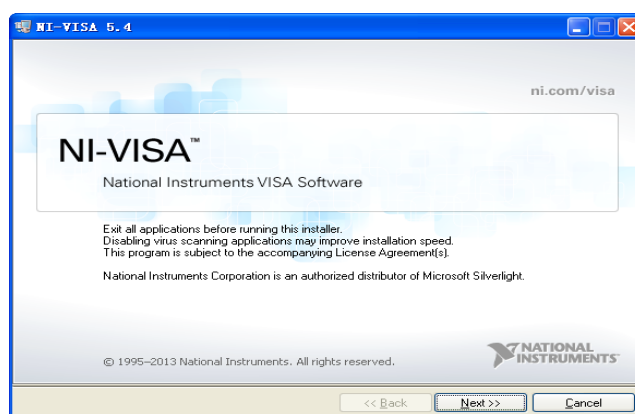 NI-VISA 5.4
ni.com/visa
NI-VISA™
National Instruments VISA Software
Exit all applications before running this installer.
Disabling virus scanning applications may improve installation speed.
This program is subject to the accompanying License Agreement(s).
National Instruments Corporation is an authorized distributor of Microsoft Silverlight.
© 1995–2013 National Instruments. All rights reserved.
NATIONAL
INSTRUMENTS™
<< Back Next >> Cancel